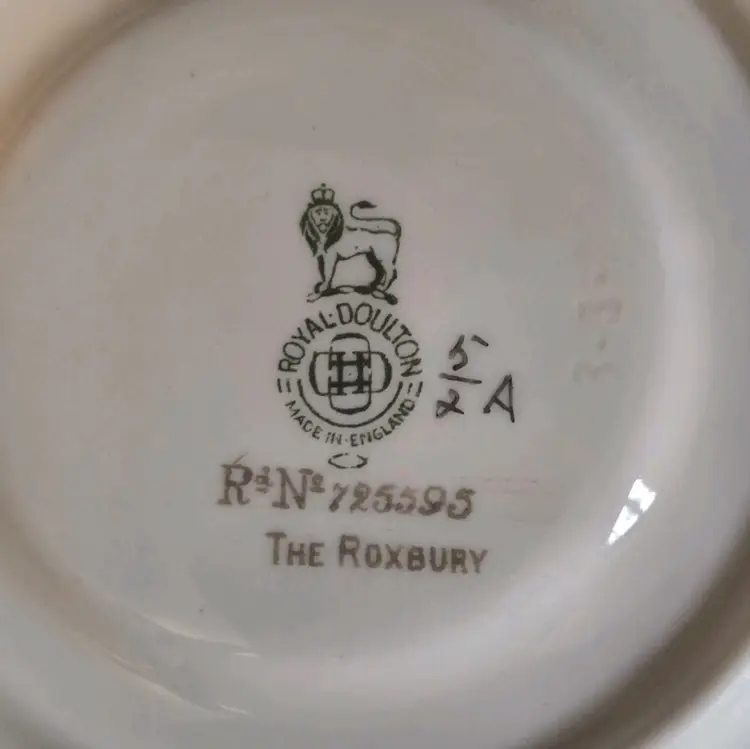 ROYAL·DOULTON
MADE IN·ENGLAND
5/2 A
Rd No 725595
THE ROXBURY